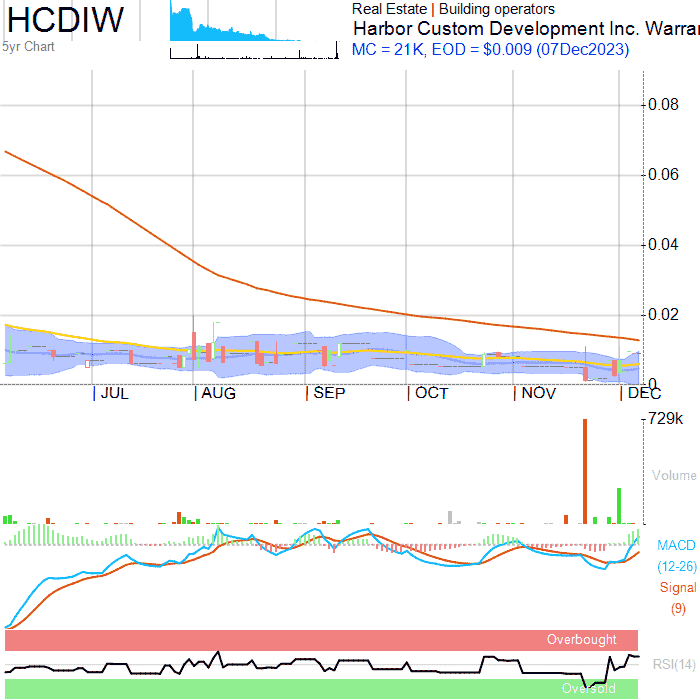 HCDIW
5yr Chart
Real Estate | Building operators
Harbor Custom Development Inc. Warra
MC = 21K, EOD = $0.009 (07Dec2023)
0.08
0.06
0.04
0.02
0
JUL
AUG
SEP
OCT
NOV
DEC
729k
Volume
MACD
(12-26)
Signal
(9)
Overbought
RSI(14)
Oversold